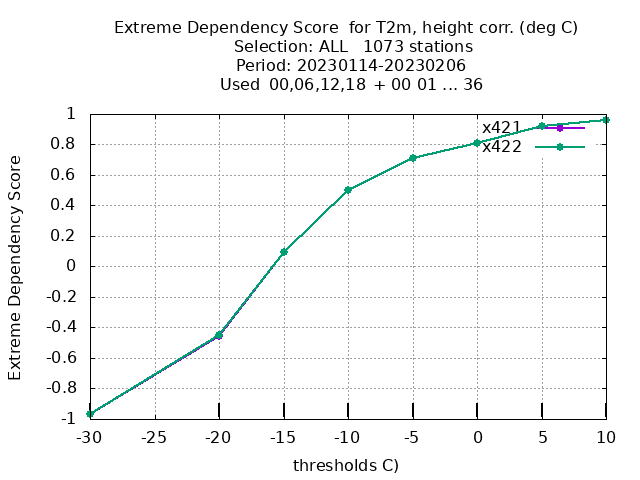 Extreme Dependency Score  for T2m, height corr. (deg C)
Selection: ALL   1073 stations
Period: 20230114-20230206
Used  00,06,12,18  + 00 01 ... 36
1
0.8
0.6
0.4
0.2
0
-0.2
-0.4
-0.6
-0.8
-1
Extreme Dependency Score
x421
x422
-30 -25 -20 -15 -10 -5 0 5 10
thresholds C)